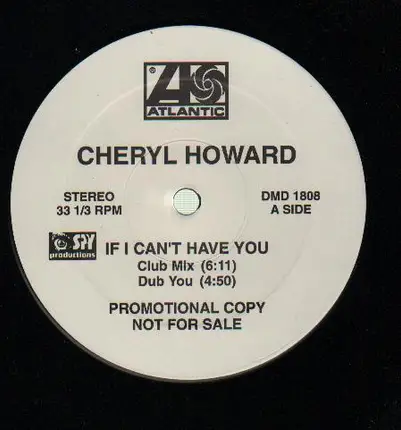 ATLANTIC
CHERYL HOWARD
STEREO
33 1/3 RPM
DMD 1808
A SIDE
productions
IF I CAN'T HAVE YOU
Club Mix (6:11)
Dub You (4:50)
PROMOTIONAL COPY
NOT FOR SALE